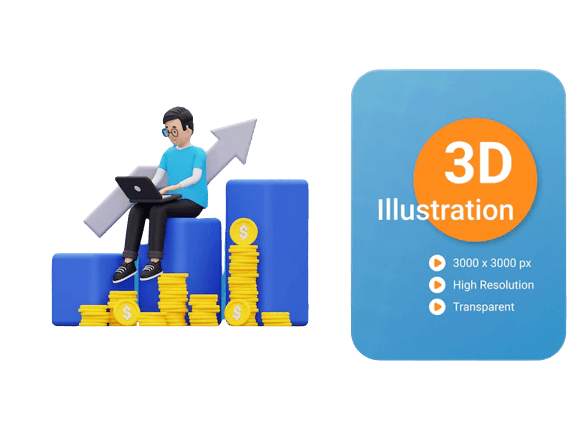 3D
Illustration
3000 x 3000 px
High Resolution
Transparent
$
$
$